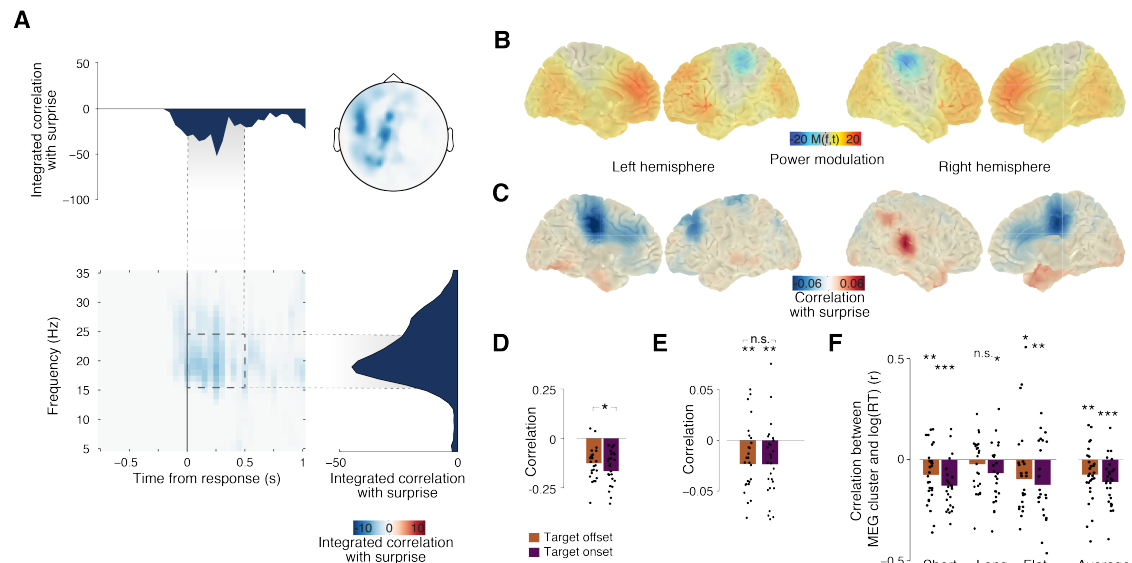 A
Integrated correlation
with surprise
50
0
−50
−100
35
30
25
20
15
10
5
Frequency (Hz)
−0.5
0
0.5
1
Time from response (s)
−50
0
Integrated correlation
with surprise
-10 0 10
Integrated correlation
with surprise
B
-20 M(f,t) 20
Power modulation
Left hemisphere
Right hemisphere
C
-0.06 0.06
Correlation
with surprise
D
0.25
0
-0.25
Correlation
*
Target offset
Target onset
E
n.s.
** **
0.05
0
−0.05
Correlation
F
Crrelation between
MEG cluster and log(RT) (r)
0.5
0
−0.5
** ***
n.s. *
* **
** ***
Short
Long
Flat
Average